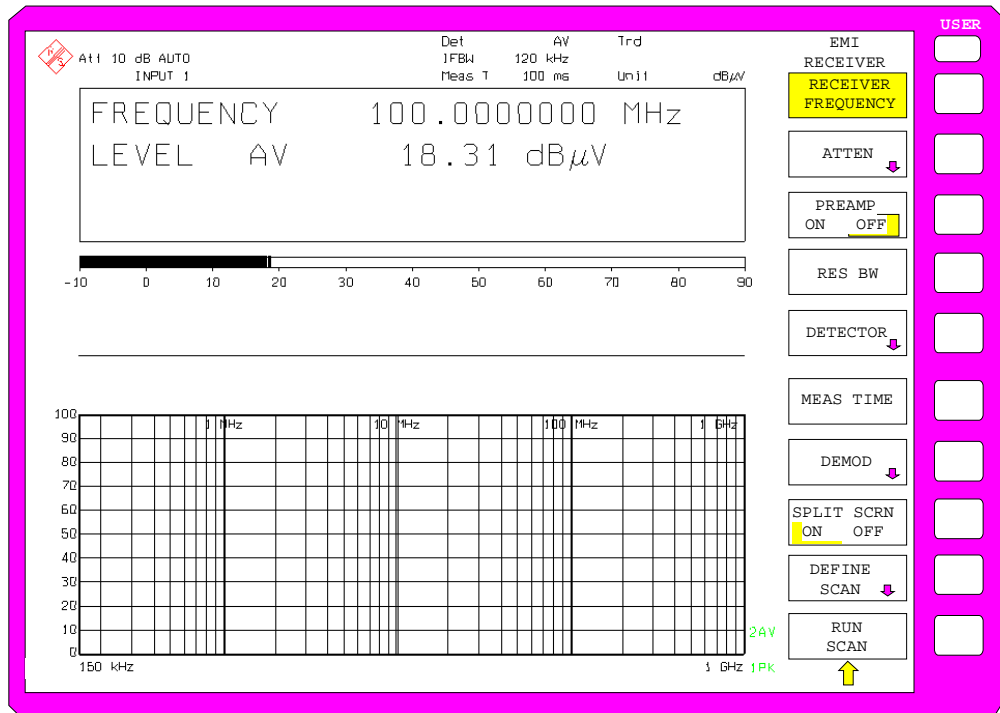 USER
Att 10 dB AUTO
INPUT 1
Det AV Trd
IFBW 120 kHz
Meas T 100 ms Unit dBµV
FREQUENCY 100.0000000 MHz
LEVEL AV 18.31 dBµV
-10 0 10 20 30 40 50 60 70 80 90
100
90
80
70
60
50
40
30
20
10
0
1 MHz 10 MHz 100 MHz 1 GHz
150 kHz 1 GHz
2AV
1PK
EMI
RECEIVER
RECEIVER
FREQUENCY
ATTEN
PREAMP
ON OFF
RES BW
DETECTOR
MEAS TIME
DEMOD
SPLIT SCRN
ON OFF
DEFINE
SCAN
RUN
SCAN